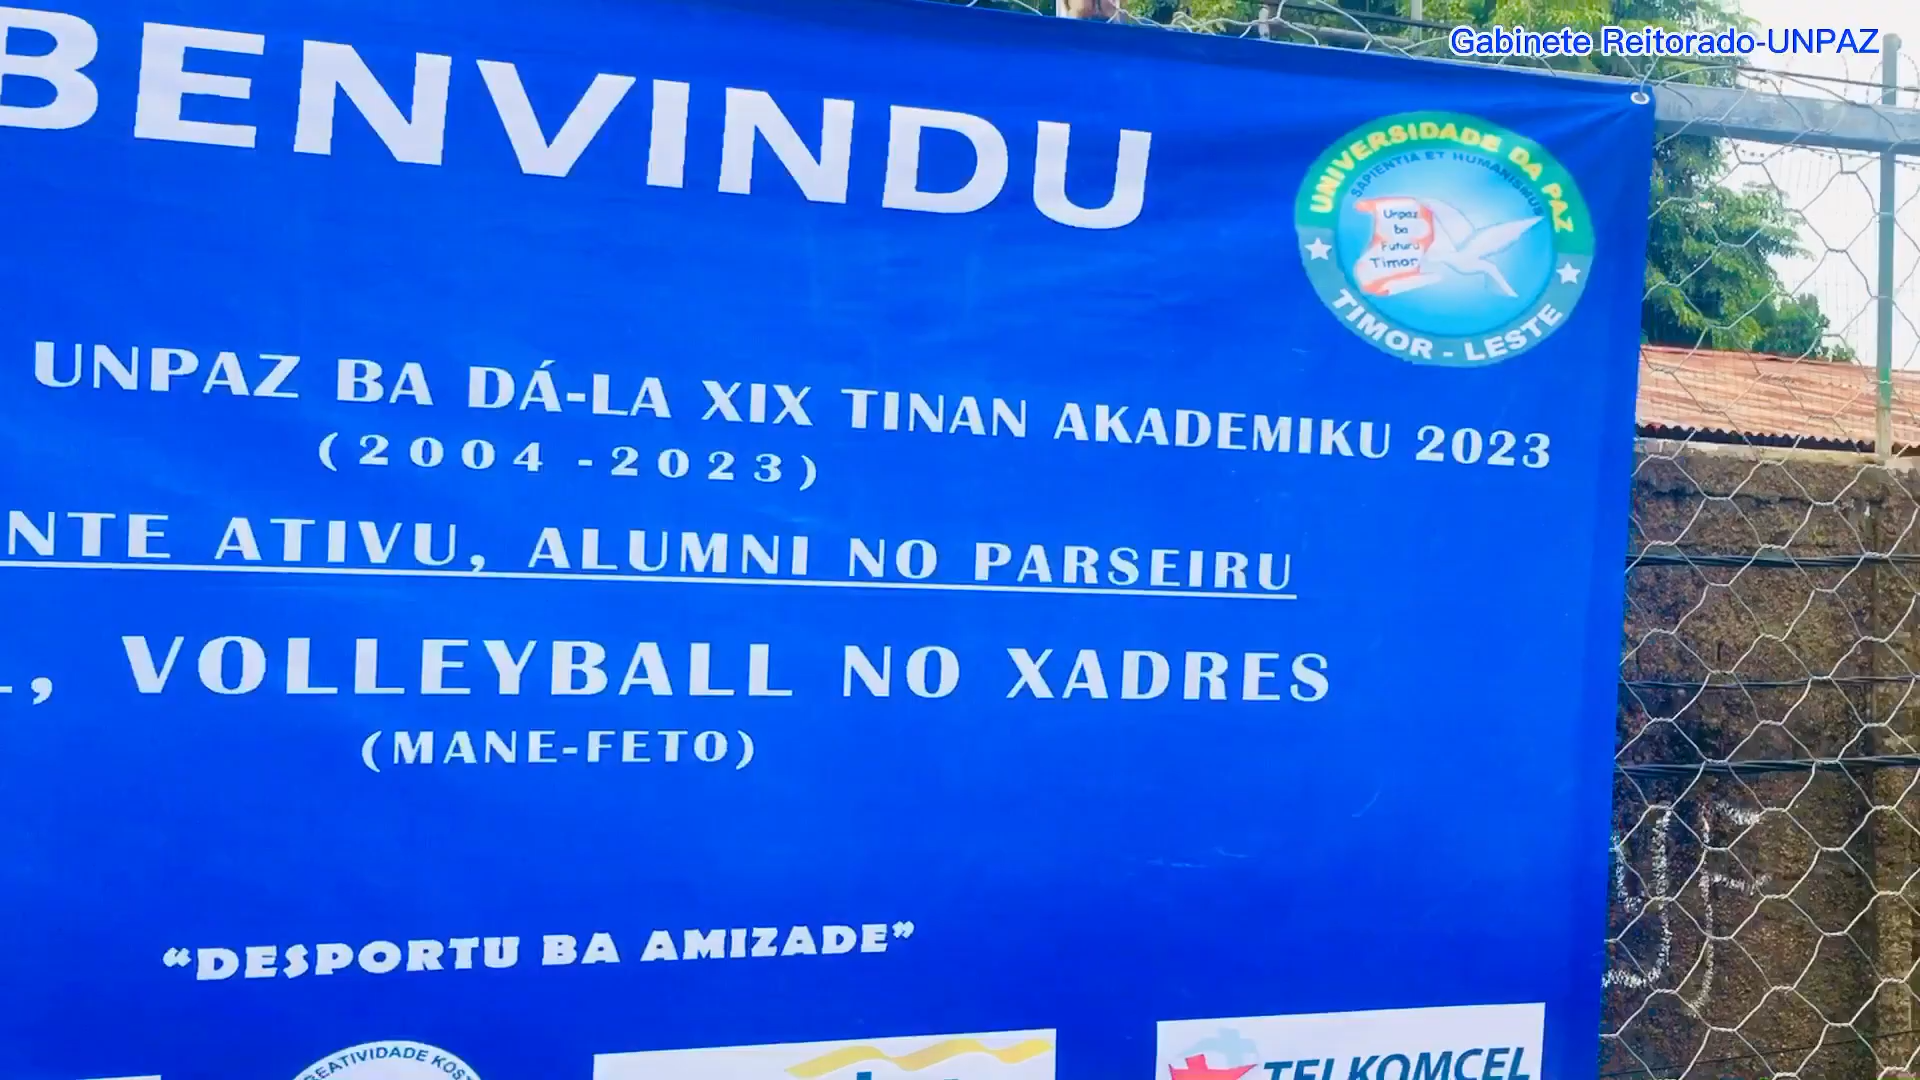 Gabinete Reitorado-UNPAZ
BENVINDU
UNIVERSIDADE DA PAZ
SAPIENTIA ET HUMANISMUS
Unpaz
ba
Futuru
Timor
TIMOR - LESTE
UNPAZ BA DÁ-LA XIX TINAN AKADEMIKU 2023
(2004 -2023)
NTE ATIVU, ALUMNI NO PARSEIRU
, VOLLEYBALL NO XADRES
(MANE-FETO)
“DESPORTU BA AMIZADE”
TELKOMCEL